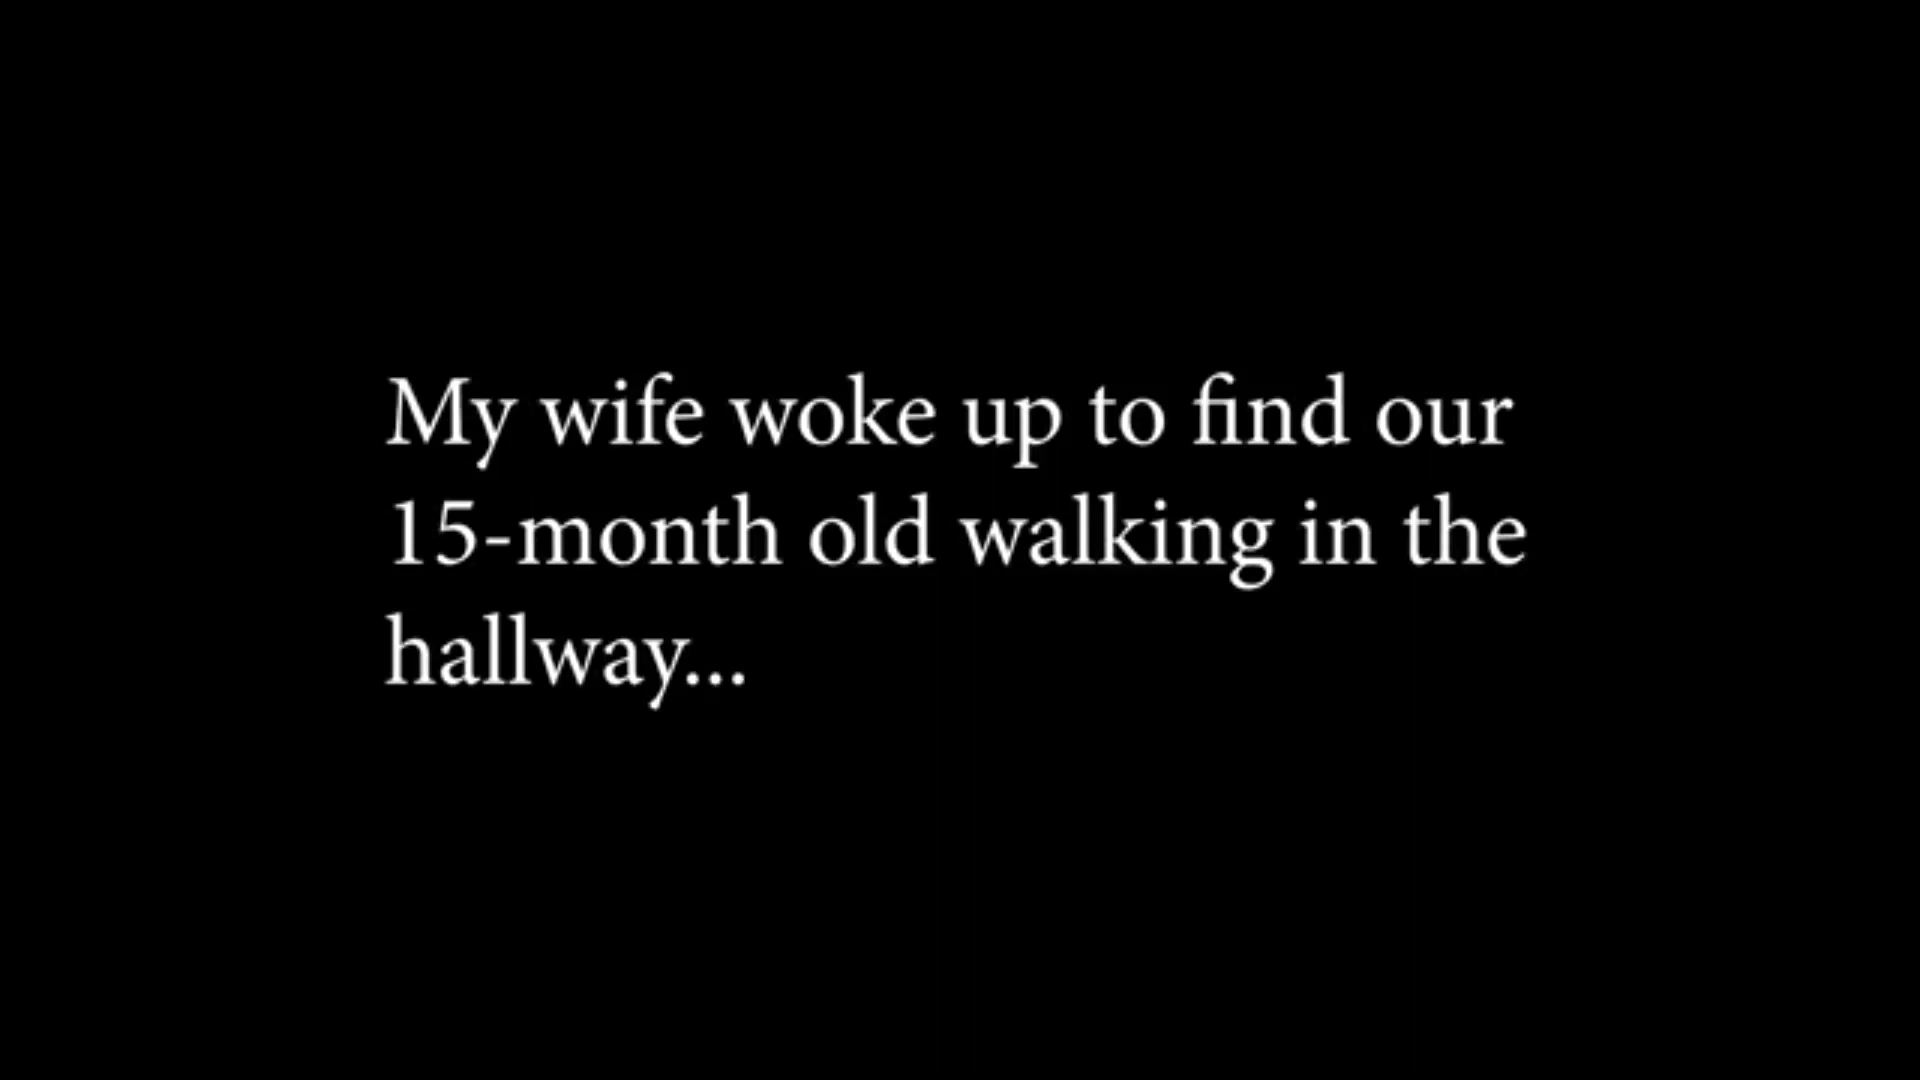 My wife woke up to find our
15-month old walking in the
hallway...